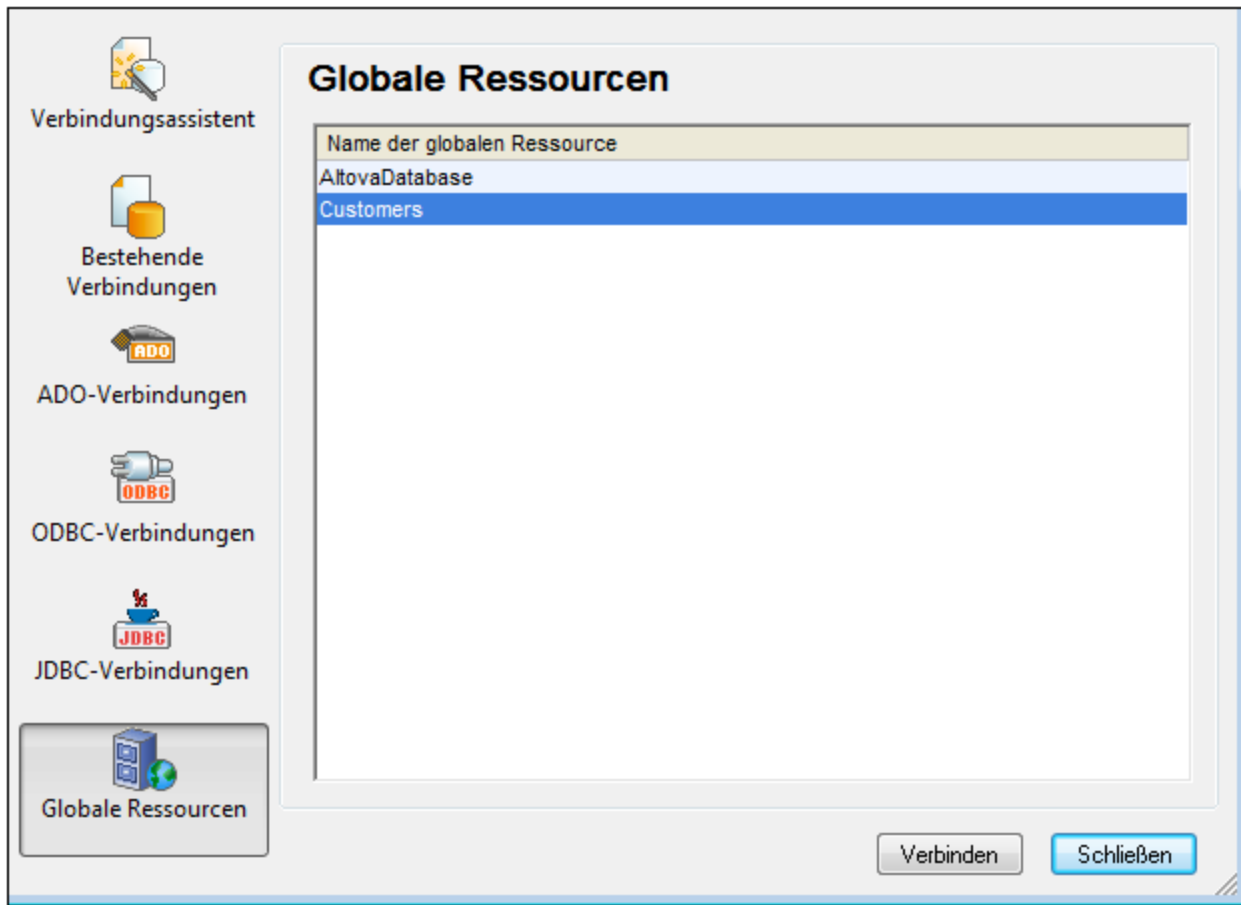 Verbindungsassistent
Bestehende
Verbindungen
ADO
ADO-Verbindungen
ODBC
ODBC-Verbindungen
JDBC
JDBC-Verbindungen
Globale Ressourcen
Globale Ressourcen
Name der globalen Ressource
AltovaDatabase
Customers
Verbinden
Schließen